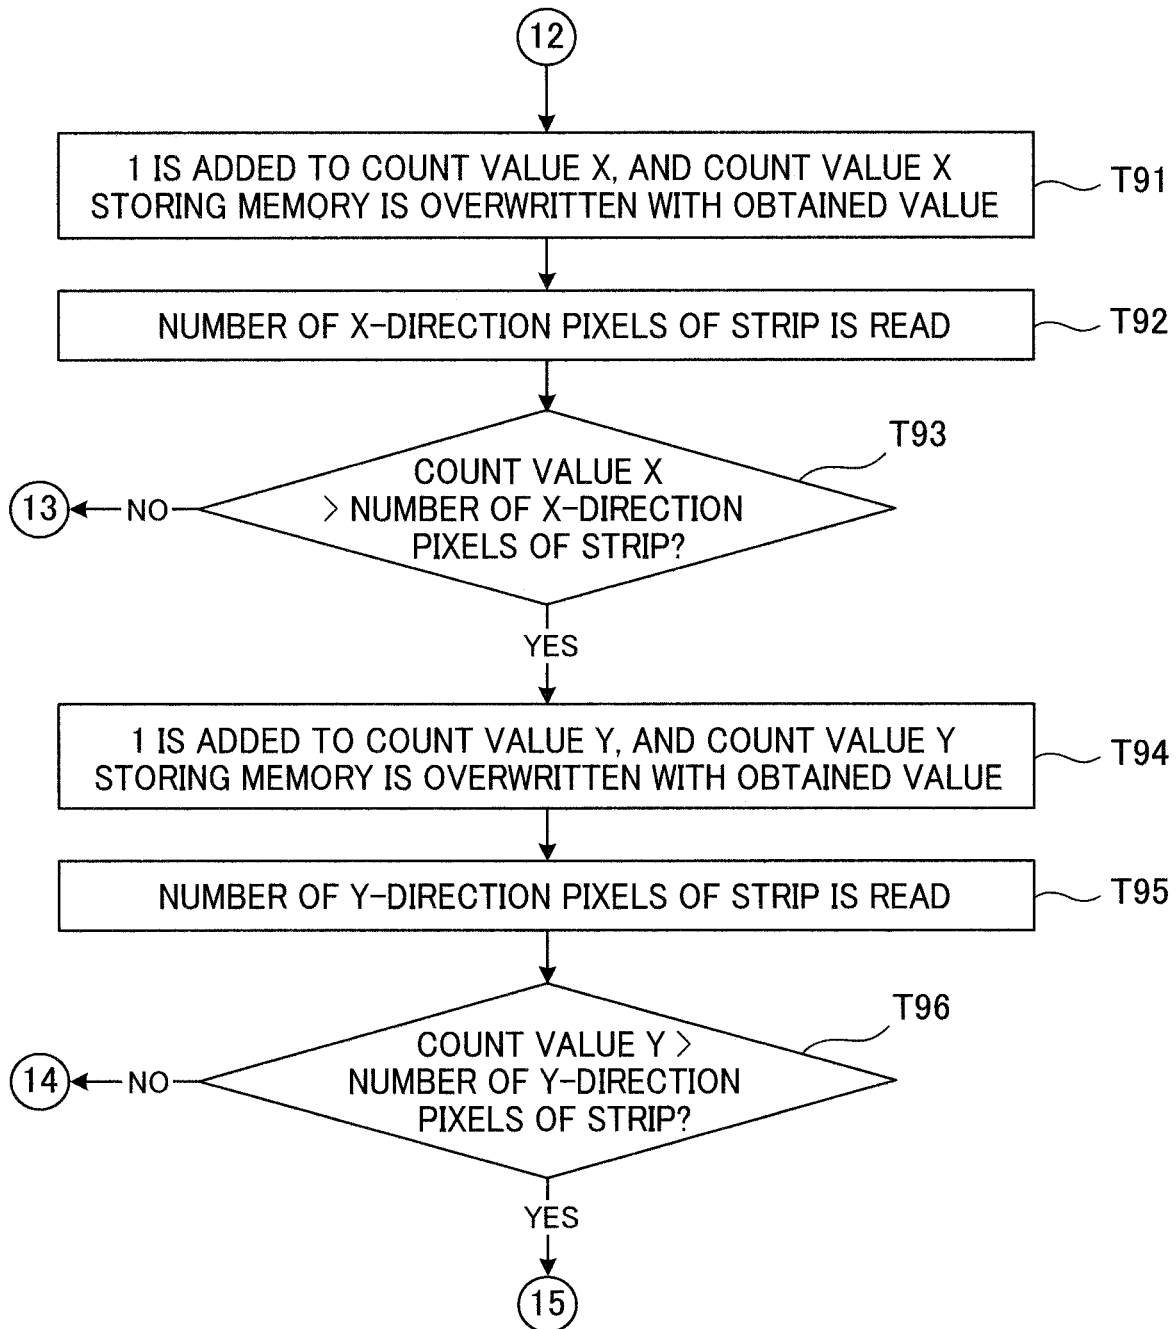 12
1 IS ADDED TO COUNT VALUE X, AND COUNT VALUE X
STORING MEMORY IS OVERWRITTEN WITH OBTAINED VALUE
T91
NUMBER OF X-DIRECTION PIXELS OF STRIP IS READ
T92
T93
COUNT VALUE X
> NUMBER OF X-DIRECTION
PIXELS OF STRIP?
13
NO
YES
1 IS ADDED TO COUNT VALUE Y, AND COUNT VALUE Y
STORING MEMORY IS OVERWRITTEN WITH OBTAINED VALUE
T94
NUMBER OF Y-DIRECTION PIXELS OF STRIP IS READ
T95
T96
COUNT VALUE Y >
NUMBER OF Y-DIRECTION
PIXELS OF STRIP?
14
NO
YES
15